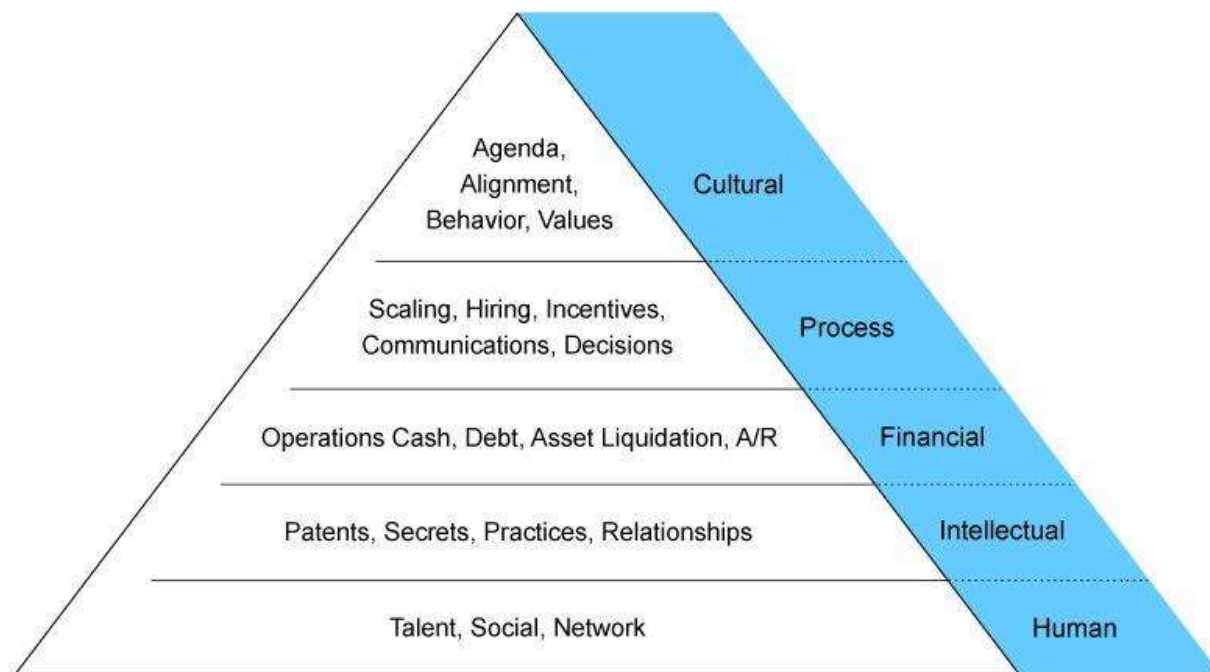 Agenda,
Alignment,
Behavior, Values
Cultural
Scaling, Hiring, Incentives,
Communications, Decisions
Process
Operations Cash, Debt, Asset Liquidation, A/R
Financial
Patents, Secrets, Practices, Relationships
Intellectual
Talent, Social, Network
Human